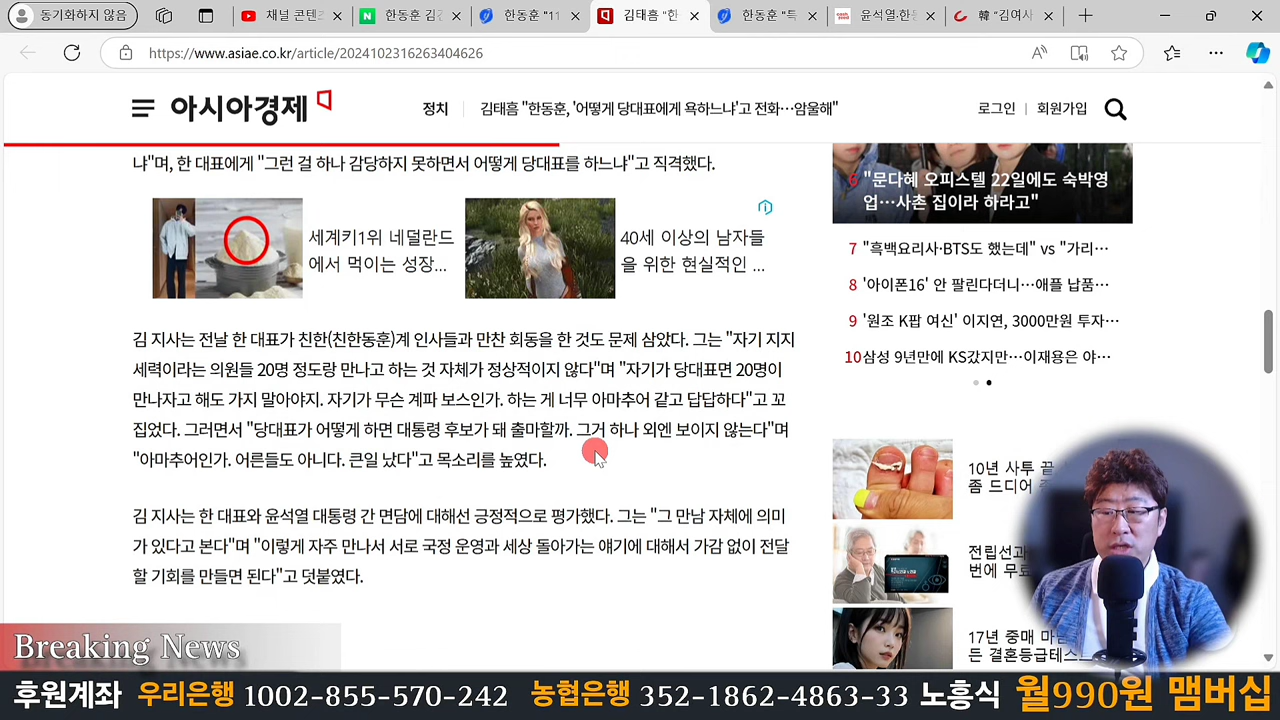 동기화하지 않음
채널 콘텐츠
한동훈 김건
한동훈 "11
김태흠 "한
한동훈 "특
윤석열·한동
韓 "김여사
https://www.asiae.co.kr/article/2024102316263404626
아시아경제
정치
김태흠 "한동훈, '어떻게 당대표에게 욕하느냐'고 전화…암울해"
로그인 | 회원가입
냐"며, 한 대표에게 "그런 걸 하나 감당하지 못하면서 어떻게 당대표를 하느냐"고 직격했다.
세계키1위 네덜란드
에서 먹이는 성장...
40세 이상의 남자들
을 위한 현실적인 ...
김 지사는 전날 한 대표가 친한(친한동훈)계 인사들과 만찬 회동을 한 것도 문제 삼았다. 그는 "자기 지지
세력이라는 의원들 20명 정도랑 만나고 하는 것 자체가 정상적이지 않다"며 "자기가 당대표면 20명이
만나자고 해도 가지 말아야지. 자기가 무슨 계파 보스인가. 하는 게 너무 아마추어 같고 답답하다"고 꼬
집었다. 그러면서 "당대표가 어떻게 하면 대통령 후보가 돼 출마할까. 그거 하나 외엔 보이지 않는다"며
"아마추어인가. 어른들도 아니다. 큰일 났다"고 목소리를 높였다.
김 지사는 한 대표와 윤석열 대통령 간 면담에 대해선 긍정적으로 평가했다. 그는 "그 만남 자체에 의미
가 있다고 본다"며 "이렇게 자주 만나서 서로 국정 운영과 세상 돌아가는 얘기에 대해서 가감 없이 전달
할 기회를 만들면 된다"고 덧붙였다.
6 "문다혜 오피스텔 22일에도 숙박영
업…사촌 집이라 하라고"
7 "흑백요리사·BTS도 했는데" vs "가리…
8 '아이폰16' 안 팔린다더니…애플 납품…
9 '원조 K팝 여신' 이지연, 3000만원 투자…
10 삼성 9년만에 KS갔지만…이재용은 야…
10년 사투 끝
좀 드디어
전립선과
번에 무료
17년 중매
든 결혼등급테스
Breaking News
후원계좌 우리은행 1002-855-570-242 농협은행 352-1862-4863-33 노흥식 월990원 맴버십